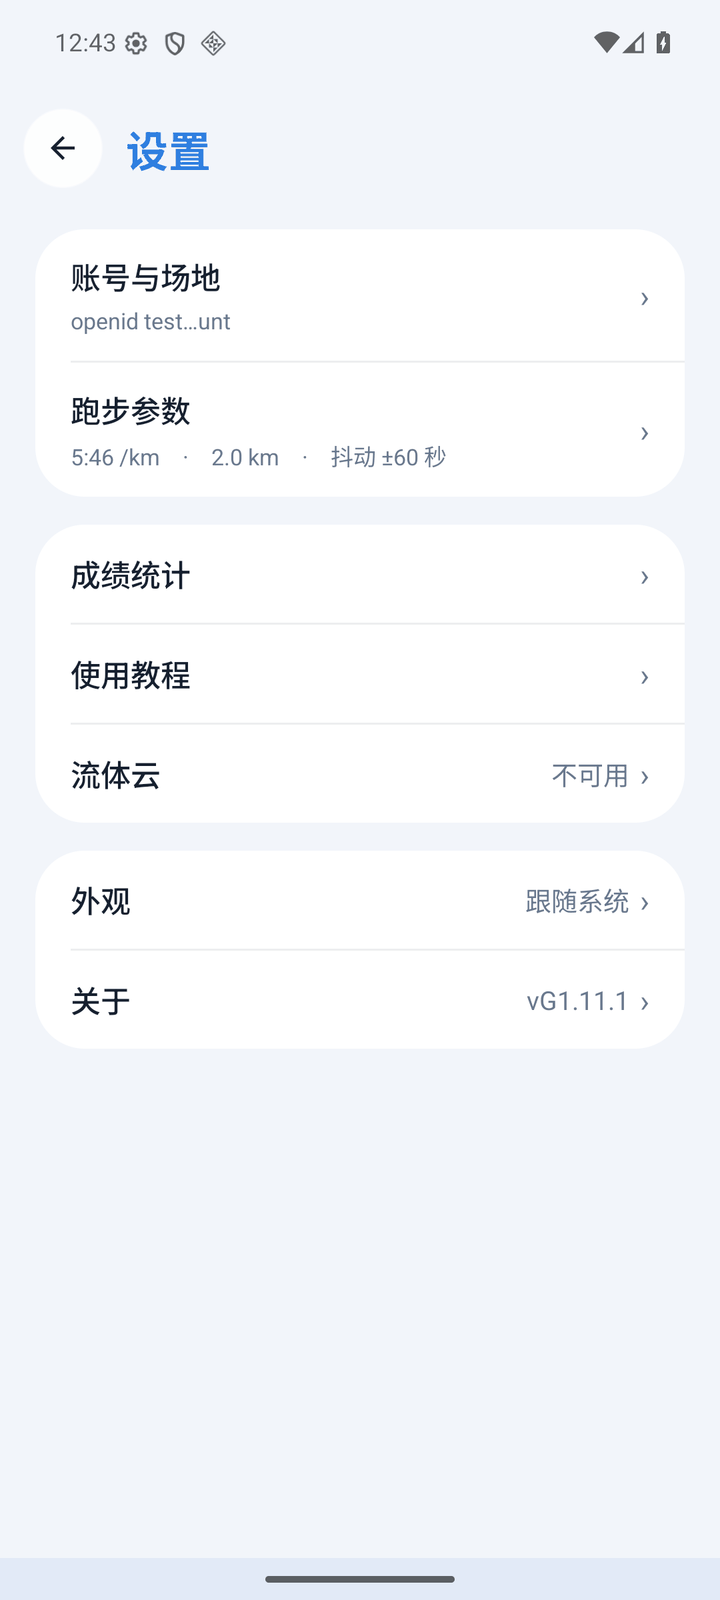 12:43
设置
账号与场地
openid test...unt
跑步参数
5:46 /km · 2.0 km · 抖动 ±60 秒
成绩统计
使用教程
流体云 不可用
外观 跟随系统
关于 vG1.11.1